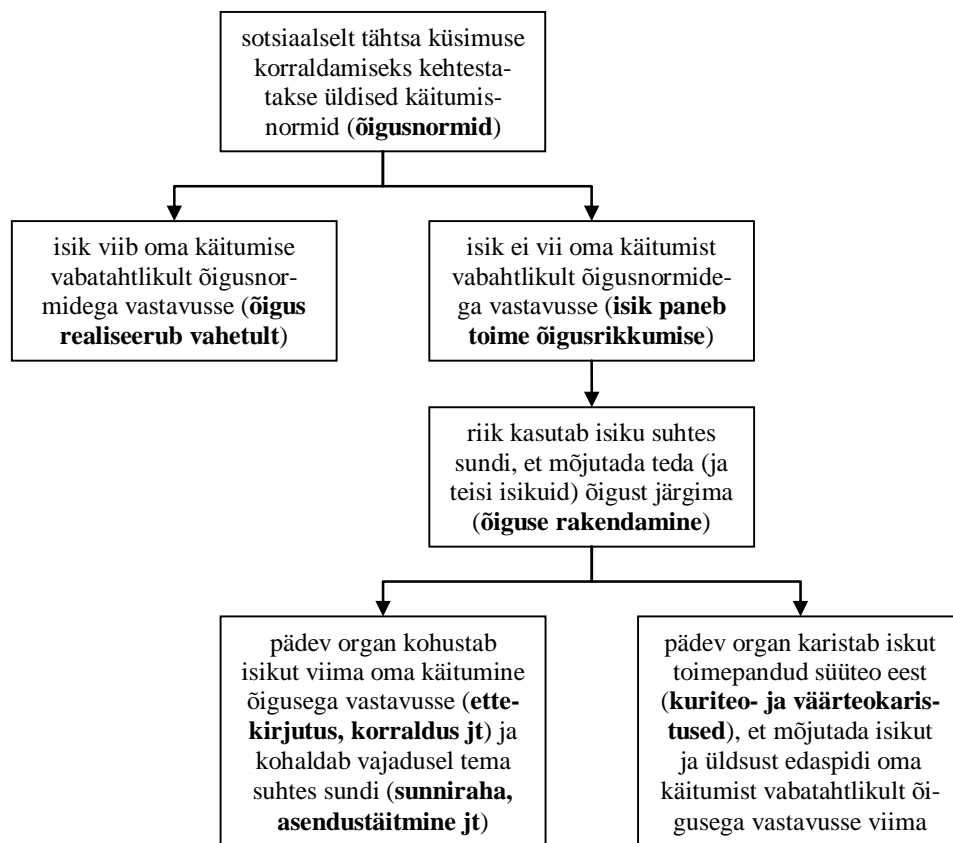 sotsiaalselt tähtsa küsimuse
korraldamiseks kehtesta-
takse üldised käitumis-
normid (õigusnormid)
isik viib oma käitumise
vabatahtlikult õigusnor-
midega vastavusse (õigus
realiseerub vahetult)
isik ei vii oma käitumist
vabahtlikult õigusnormide-
ga vastavusse (isik paneb
toime õigusrikkumise)
riik kasutab isiku suhtes
sundi, et mõjutada teda (ja
teisi isikuid) õigust järgima
(õiguse rakendamine)
pädev organ kohustab
isikut viima oma käitumine
õigusega vastavusse (ette-
kirjutus, korraldus jt) ja
kohaldab vajadusel tema
suhtes sundi (sunniraha,
asendustäitmine jt)
pädev organ karistab iskut
toimepandud süüteo eest
(kuriteo- ja väärteokaris-
tused), et mõjutada isikut
ja üldsust edaspidi oma
käitumist vabatahtlikult õi-
gusega vastavusse viima